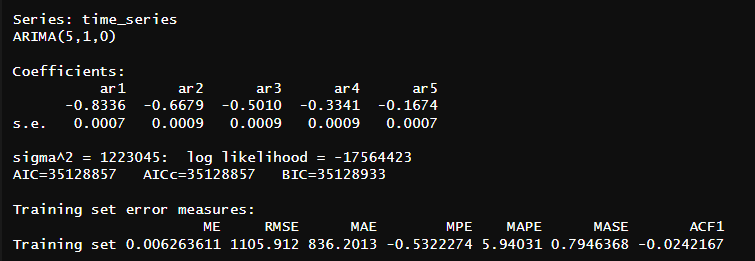 Series: time_series
ARIMA(5,1,0)
Coefficients:
ar1 ar2 ar3 ar4 ar5
-0.8336 -0.6679 -0.5010 -0.3341 -0.1674
s.e. 0.0007 0.0009 0.0009 0.0009 0.0007
sigma^2 = 1223045: log likelihood = -17564423
AIC=35128857 AICc=35128857 BIC=35128933
Training set error measures:
ME RMSE MAE MPE MAPE MASE ACF1
Training set 0.006263611 1105.912 836.2013 -0.5322274 5.94031 0.7946368 -0.0242167